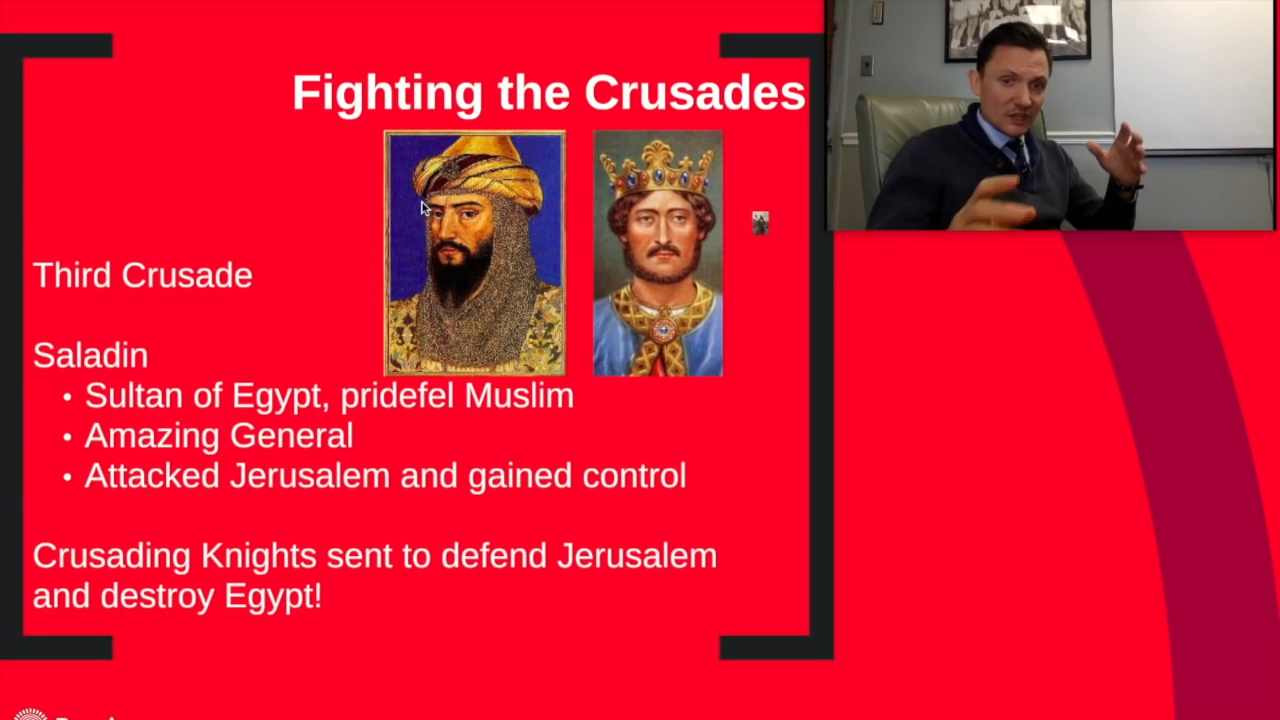 Fighting the Crusades
Third Crusade
Saladin
• Sultan of Egypt, pridefel Muslim
• Amazing General
• Attacked Jerusalem and gained control
Crusading Knights sent to defend Jerusalem
and destroy Egypt!